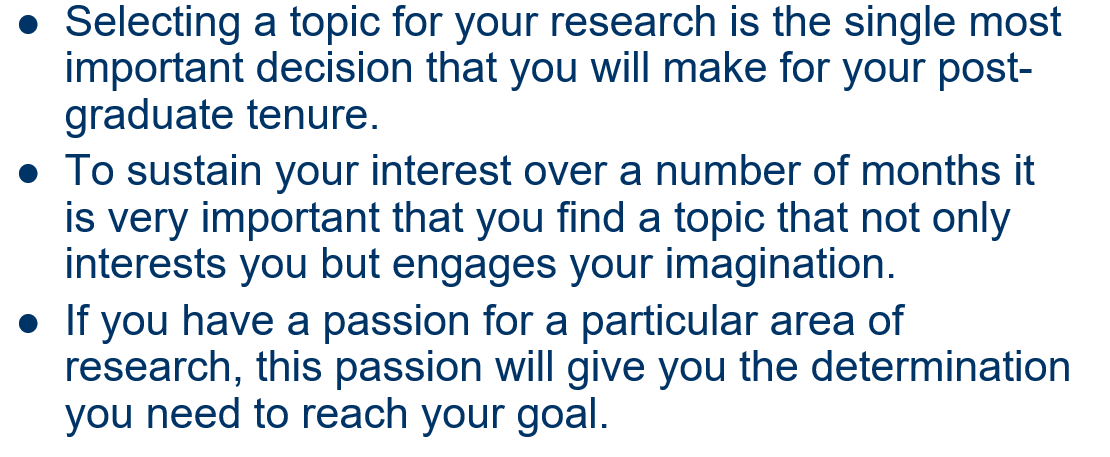 ● Selecting a topic for your research is the single most
important decision that you will make for your post-
graduate tenure.
● To sustain your interest over a number of months it
is very important that you find a topic that not only
interests you but engages your imagination.
● If you have a passion for a particular area of
research, this passion will give you the determination
you need to reach your goal.